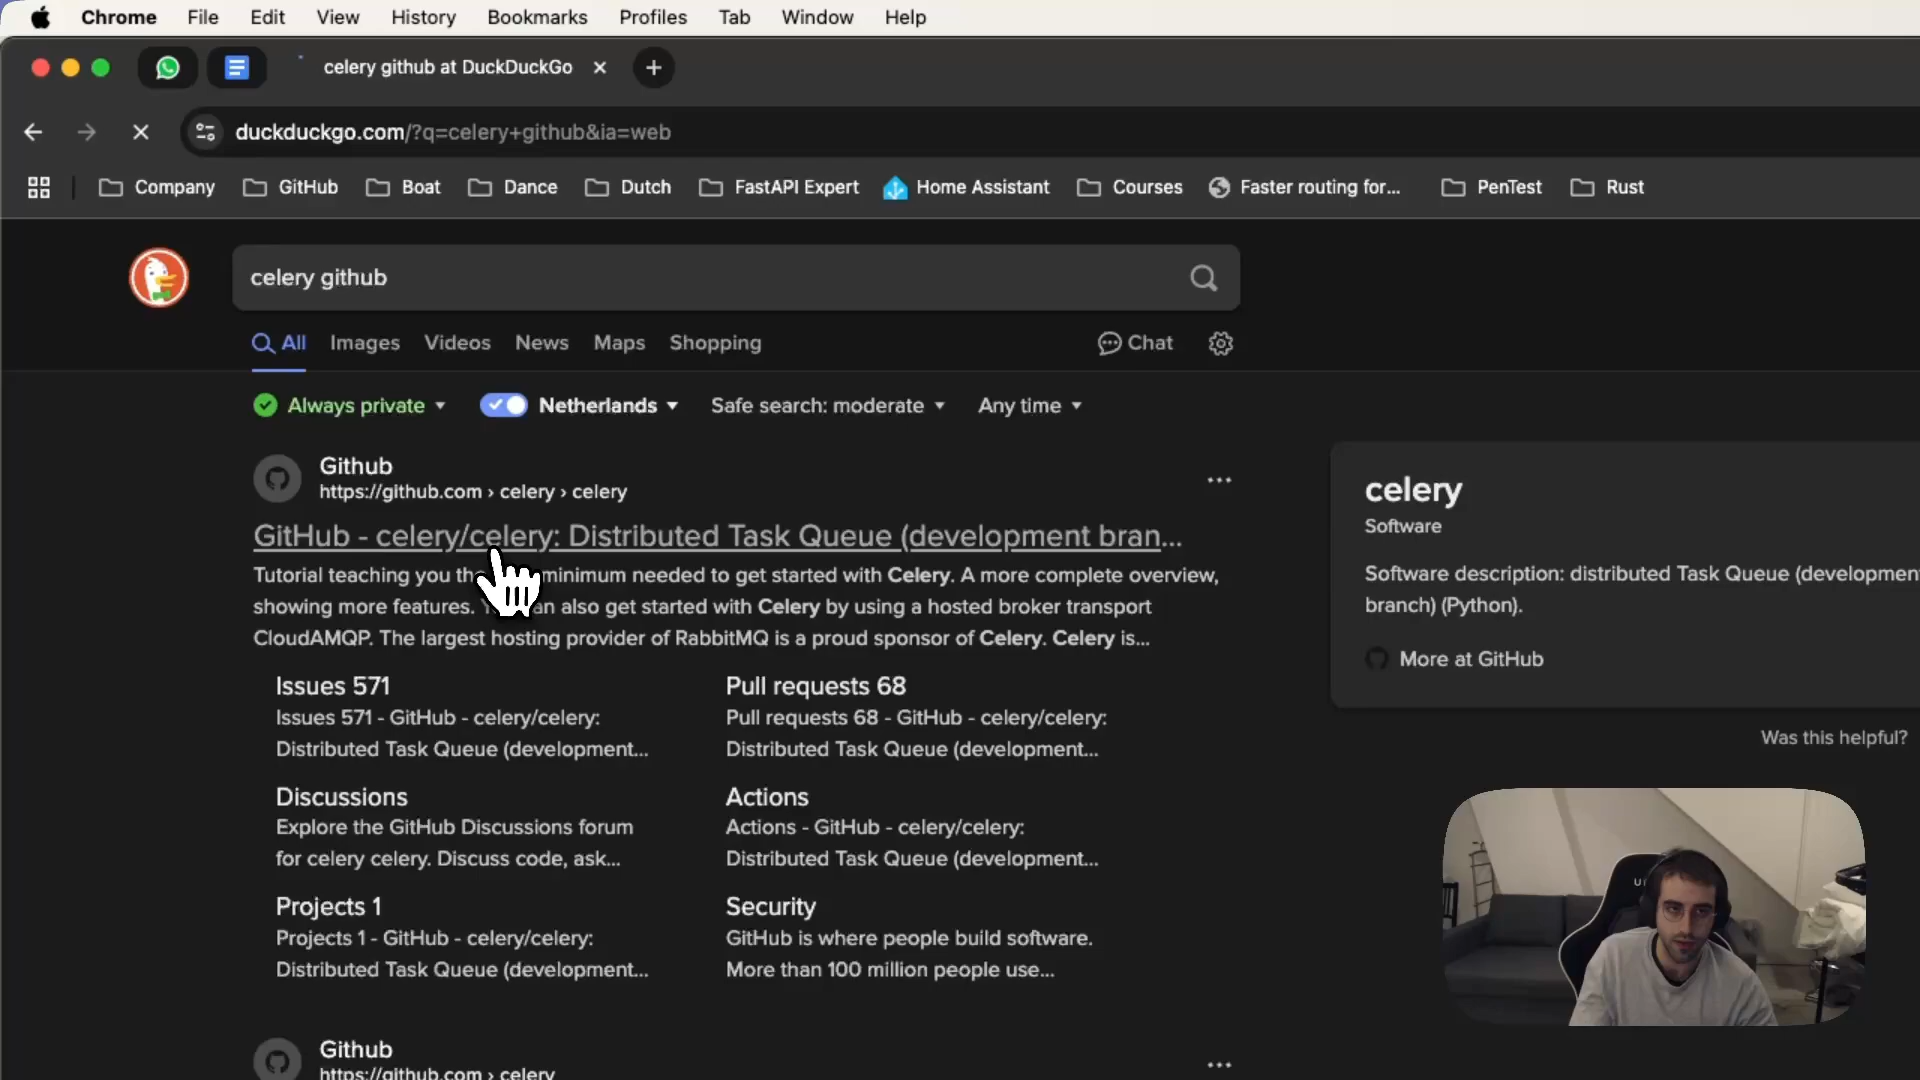 Chrome File Edit View History Bookmarks Profiles Tab Window Help
celery github at DuckDuckGo
duckduckgo.com/?q=celery+github&ia=web
Company GitHub Boat Dance Dutch FastAPI Expert Home Assistant Courses Faster routing for... PenTest Rust
celery github
All Images Videos News Maps Shopping Chat
Always private Netherlands Safe search: moderate Any time
Github
https://github.com › celery › celery
GitHub - celery/celery: Distributed Task Queue (development bran...
Tutorial teaching you the minimum needed to get started with Celery. A more complete overview,
showing more features. also get started with Celery by using a hosted broker transport
CloudAMQP. The largest hosting provider of RabbitMQ is a proud sponsor of Celery. Celery is...
Issues 571
Issues 571 - GitHub - celery/celery:
Distributed Task Queue (development...
Pull requests 68
Pull requests 68 - GitHub - celery/celery:
Distributed Task Queue (development...
Discussions
Explore the GitHub Discussions forum
for celery celery. Discuss code, ask...
Actions
Actions - GitHub - celery/celery:
Distributed Task Queue (development...
Projects 1
Projects 1 - GitHub - celery/celery:
Distributed Task Queue (development...
Security
GitHub is where people build software.
More than 100 million people use...
Github
https://github.com › celery
celery
Software
Software description: distributed Task Queue (development
branch) (Python).
More at GitHub
Was this helpful?